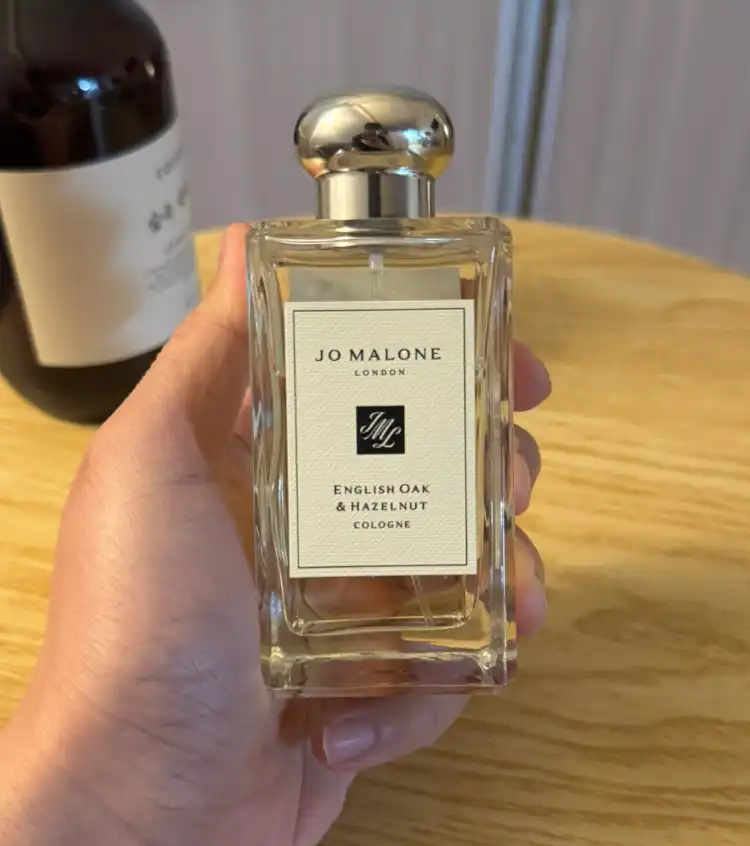 JO MALONE
LONDON
JML
ENGLISH OAK
& HAZELNUT
COLOGNE